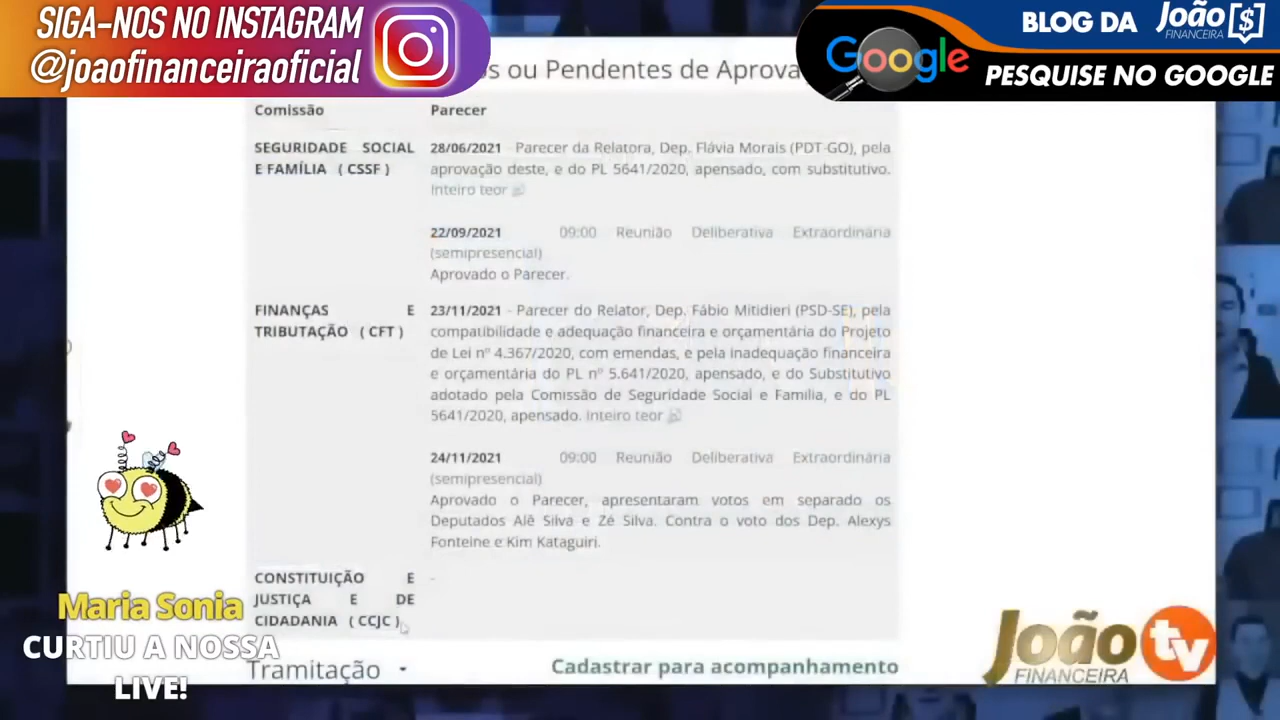 SIGA-NOS NO INSTAGRAM
@joaofinanceiraoficial
BLOG DA João FINANCEIRA
Google
PESQUISE NO GOOGLE
os ou Pendentes de Aprova
Comissão Parecer
SEGURIDADE SOCIAL E FAMÍLIA ( CSSF )
28/06/2021 - Parecer da Relatora, Dep. Flávia Morais (PDT-GO), pela
aprovação deste, e do PL 5641/2020, apensado, com substitutivo.
Inteiro teor
22/09/2021 09:00 Reunião Deliberativa Extraordinária
(semipresencial)
Aprovado o Parecer.
FINANÇAS E
TRIBUTAÇÃO ( CFT )
23/11/2021 - Parecer do Relator, Dep. Fábio Mitidieri (PSD-SE), pela
compatibilidade e adequação financeira e orçamentária do Projeto
de Lei nº 4.367/2020, com emendas, e pela inadequação financeira
e orçamentária do PL nº 5.641/2020, apensado, e do Substitutivo
adotado pela Comissão de Seguridade Social e Família, e do PL
5641/2020, apensado. Inteiro teor
24/11/2021 09:00 Reunião Deliberativa Extraordinária
(semipresencial)
Aprovado o Parecer, apresentaram votos em separado os
Deputados Alê Silva e Zé Silva. Contra o voto dos Dep. Alexys
Fonteine e Kim Kataguiri.
CONSTITUIÇÃO E -
JUSTIÇA E DE
CIDADANIA ( CCJC )
Tramitação
Cadastrar para acompanhamento
Maria Sonia
CURTIU A NOSSA
LIVE!
João tv
FINANCEIRA